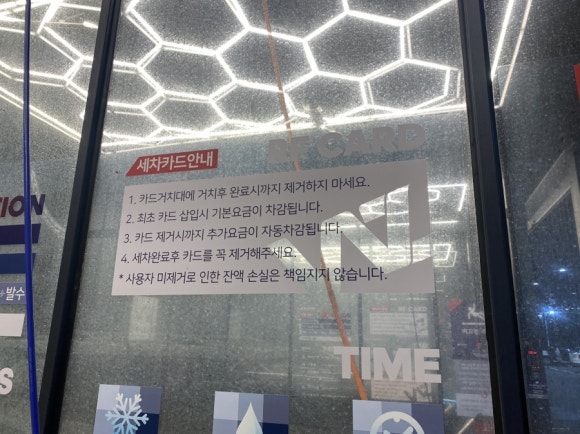 RF CARD
세차카드안내
1. 카드거치대에 거치후 완료시까지 제거하지 마세요.
2. 최초 카드 삽입시 기본요금이 차감됩니다.
3. 카드 제거시까지 추가요금이 자동차감됩니다.
4. 세차완료후 카드를 꼭 제거해주세요.
* 사용자 미제거로 인한 잔액 손실은 책임지지 않습니다.
TION
발수
TIME
S